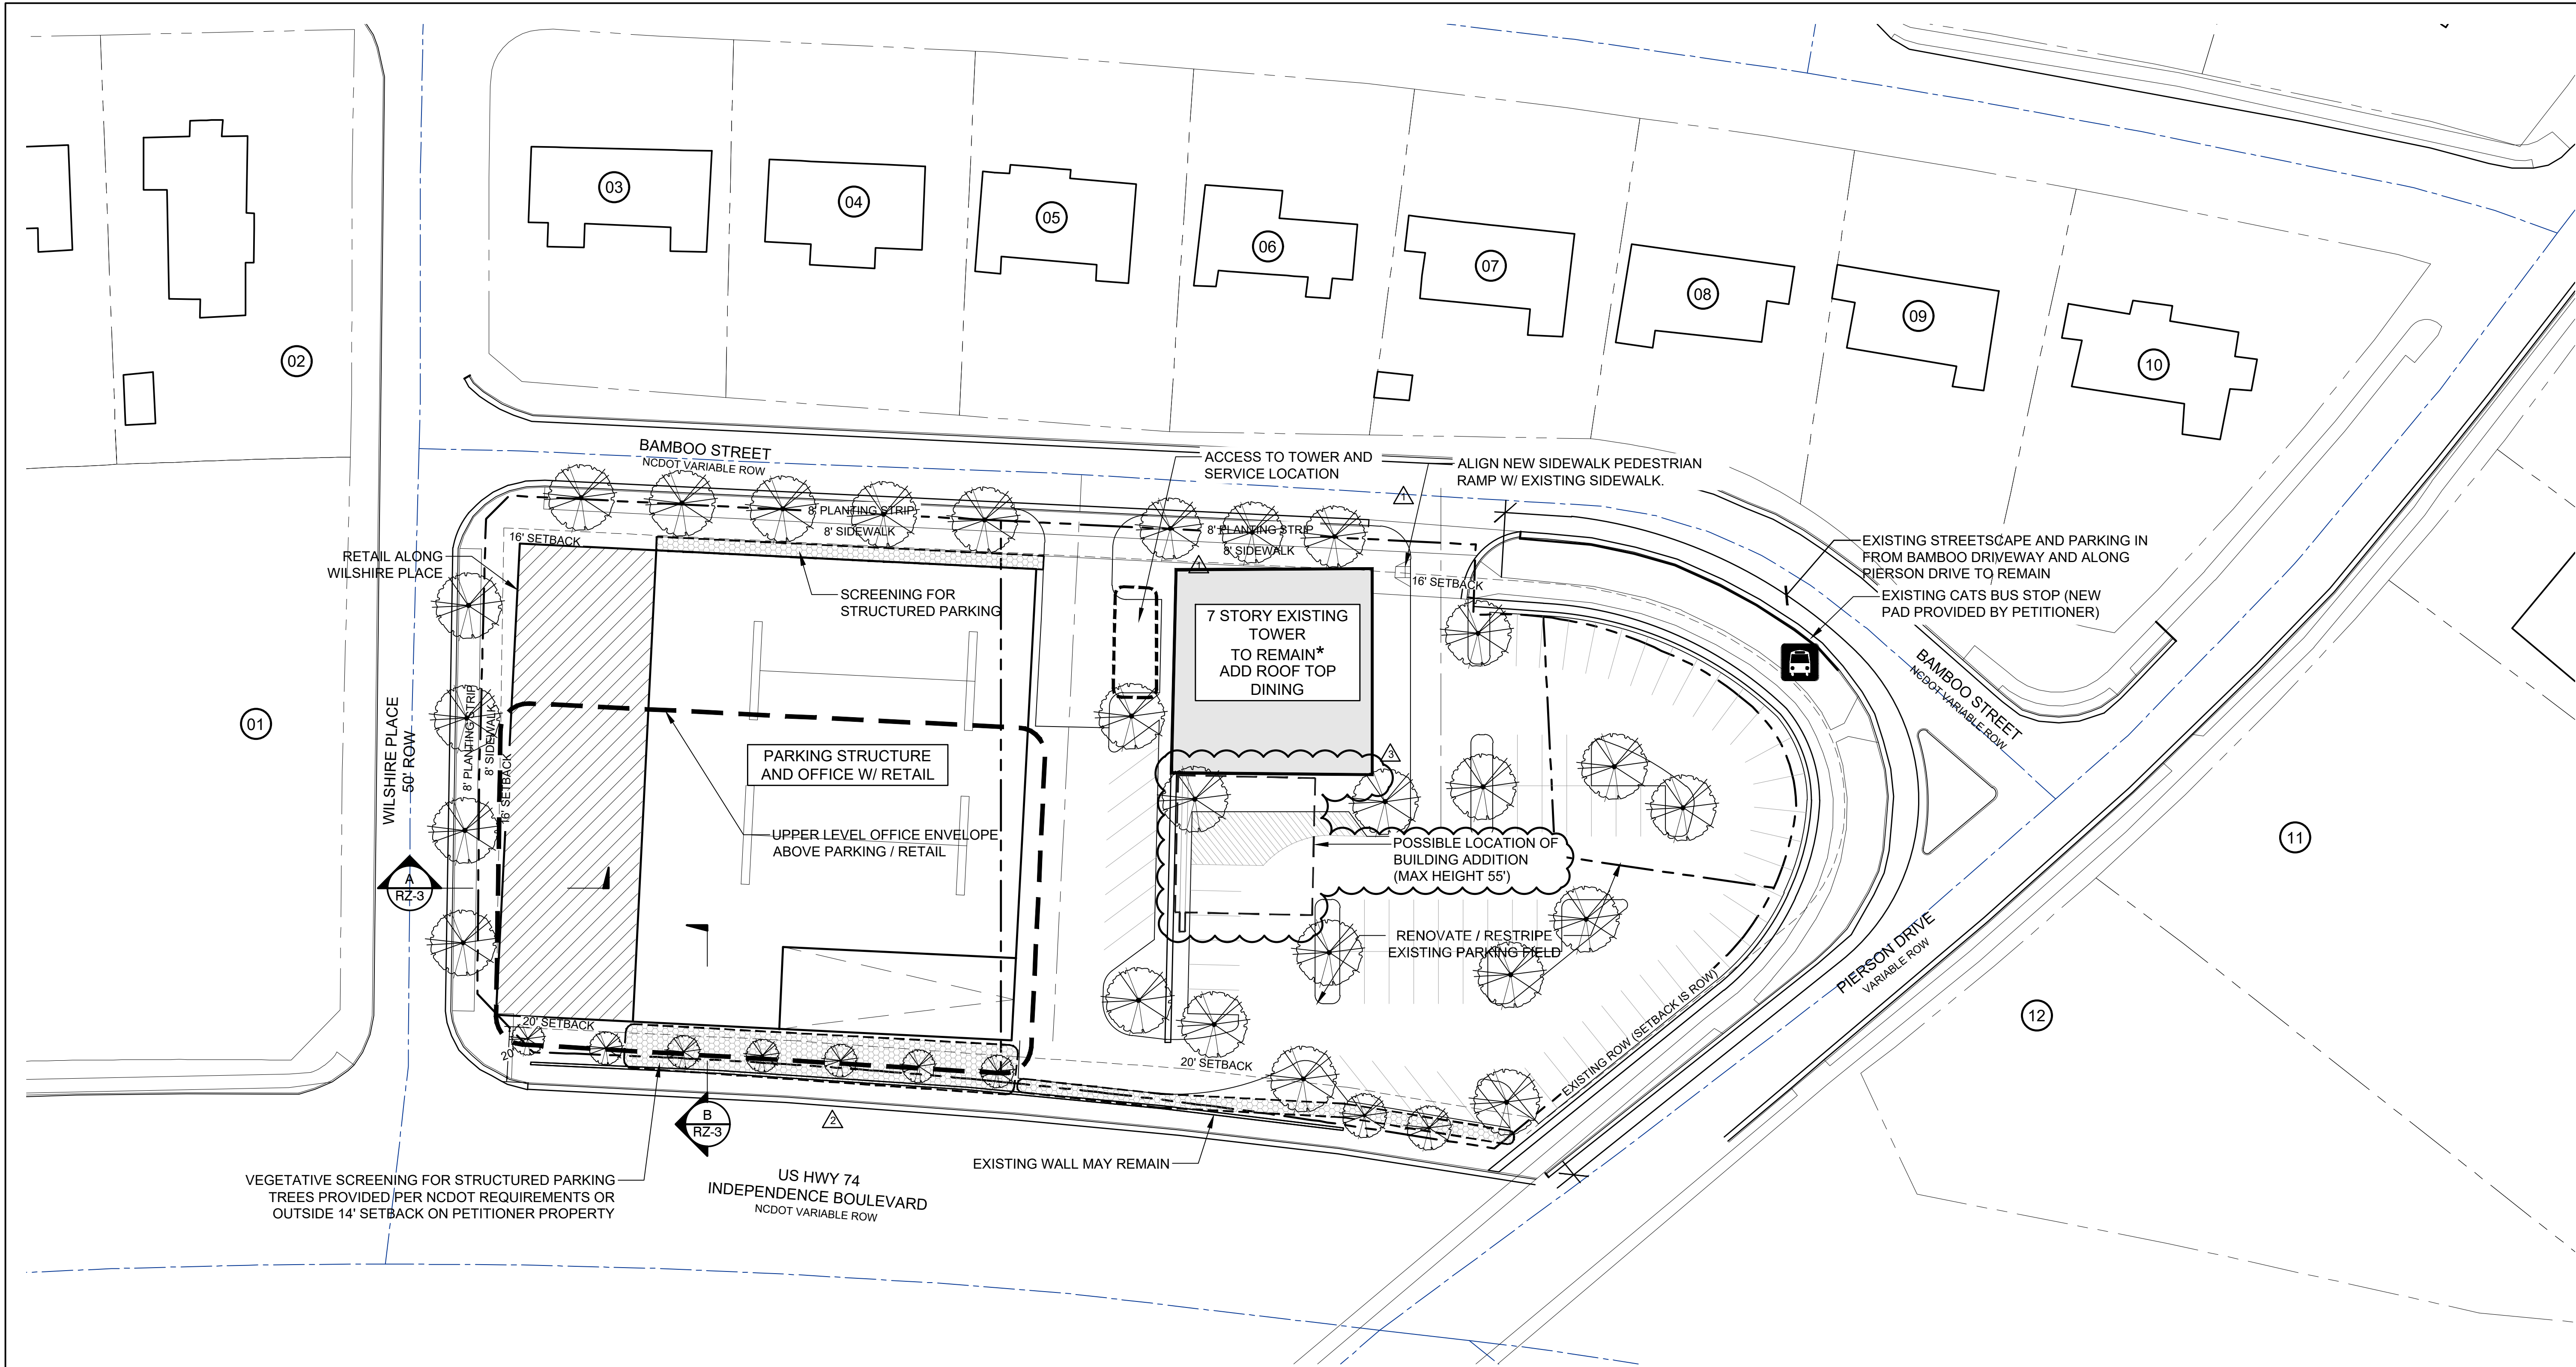 03
04
05
06
07
08
09
10
02
01
11
12
BAMBOO STREET
NCDOT VARIABLE ROW
ACCESS TO TOWER AND
SERVICE LOCATION
ALIGN NEW SIDEWALK PEDESTRIAN
RAMP W/ EXISTING SIDEWALK.
1
8' PLANTING STRIP
8' SIDEWALK
8' PLANTING STRIP
8' SIDEWALK
16' SETBACK
1
16' SETBACK
RETAIL ALONG
WILSHIRE PLACE
SCREENING FOR
STRUCTURED PARKING
EXISTING STREETSCAPE AND PARKING IN
FROM BAMBOO DRIVEWAY AND ALONG
PIERSON DRIVE TO REMAIN
EXISTING CATS BUS STOP (NEW
PAD PROVIDED BY PETITIONER)
7 STORY EXISTING
TOWER
TO REMAIN*
ADD ROOF TOP
DINING
BAMBOO STREET
NCDOT VARIABLE ROW
WILSHIRE PLACE
50' ROW
8' PLANTING STRIP
8' SIDEWALK
16' SETBACK
PARKING STRUCTURE
AND OFFICE W/ RETAIL
3
UPPER LEVEL OFFICE ENVELOPE
ABOVE PARKING / RETAIL
POSSIBLE LOCATION OF
BUILDING ADDITION
(MAX HEIGHT 55')
A
RZ-3
RENOVATE / RESTRIPE
EXISTING PARKING FIELD
PIERSON DRIVE
VARIABLE ROW
EXISTING ROW (SETBACK IS ROW)
20' SETBACK
20'
20' SETBACK
B
RZ-3
2
EXISTING WALL MAY REMAIN
VEGETATIVE SCREENING FOR STRUCTURED PARKING
TREES PROVIDED PER NCDOT REQUIREMENTS OR
OUTSIDE 14' SETBACK ON PETITIONER PROPERTY
US HWY 74
INDEPENDENCE BOULEVARD
NCDOT VARIABLE ROW